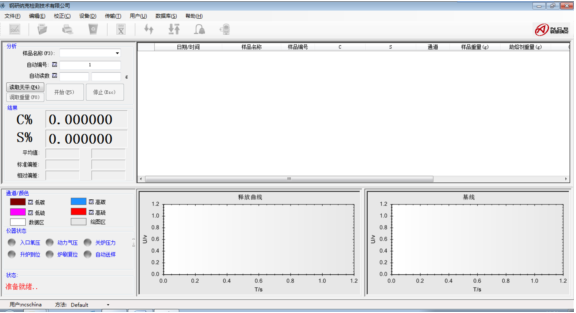 钢研纳克检测技术有限公司
文件(F) 编辑(E) 校正(C) 设备(D) 传输(T) 用户(U) 数据库(S) 帮助(H)
分析
样品名称(F3):
自动编号: 1
自动读数
读取天平(F4)
读取重量(F6)
开始(F5)
停止(Esc)
日期/时间 样品名称 样品编号 C S 通道 样品重量(g) 助熔剂重量(g)
结果
C% 0.000000
S% 0.000000
平均值:
标准偏差:
相对偏差:
通道/颜色
低碳 高碳
低硫 高硫
数据区 绘图区
仪器状态
入口氧压 动力气压 关炉压力
升炉到位 炉刷复位 自动进样
状态:
准备就绪..
释放曲线
U/v
1.2
1.0
0.8
0.6
0.4
0.2
0.0
0.0 0.2 0.4 0.6 0.8 1.0 1.2
T/s
基线
U/v
1.2
1.0
0.8
0.6
0.4
0.2
0.0
0.0 0.2 0.4 0.6 0.8 1.0 1.2
T/s
用户:ncschina 方法: Default